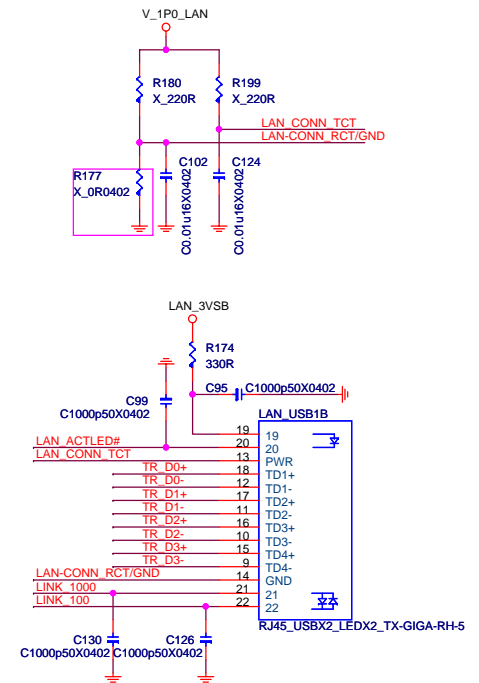 V_1P0_LAN
R180
X_220R
R199
X_220R
LAN_CONN_TCT
LAN-CONN_RCT/GND
R177
X_0R0402
C102
C0.01u16X0402
C124
C0.01u16X0402
LAN_3VSB
R174
330R
C95
C1000p50X0402
C99
C1000p50X0402
LAN_USB1B
LAN_ACTLED#
LAN_CONN_TCT
TR_D0+
TR_D0-
TR_D1+
TR_D1-
TR_D2+
TR_D2-
TR_D3+
TR_D3-
LAN-CONN_RCT/GND
LINK_1000
LINK_100
19 19
20 20
13 PWR
18 TD1+
12 TD1-
17 TD2+
11 TD2-
16 TD3+
10 TD3-
15 TD4+
9 TD4-
14 GND
21 21
22 22
RJ45_USBX2_LEDX2_TX-GIGA-RH-5
C130
C1000p50X0402
C126
C1000p50X0402